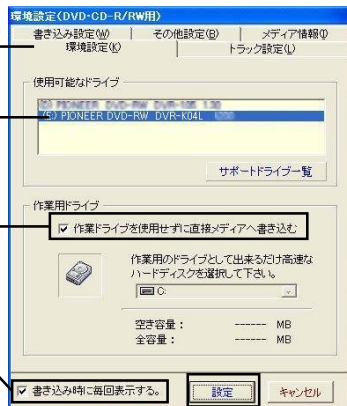 環境設定(DVD・CD-R/RW用)
書き込み設定(W)
その他設定(B)
メディア情報(I)
環境設定(K)
トラック設定(L)
使用可能なドライブ
PIONEER DVD-RW DVR-105 1.30
(S:) PIONEER DVD-RW DVR-K04L
サポートドライブ一覧
作業用ドライブ
作業ドライブを使用せずに直接メディアへ書き込む
作業用のドライブとして出来るだけ高速な
ハードディスクを選択して下さい。
C:
空き容量: ------ MB
全容量: ------ MB
書き込み時に毎回表示する。
設定
キャンセル